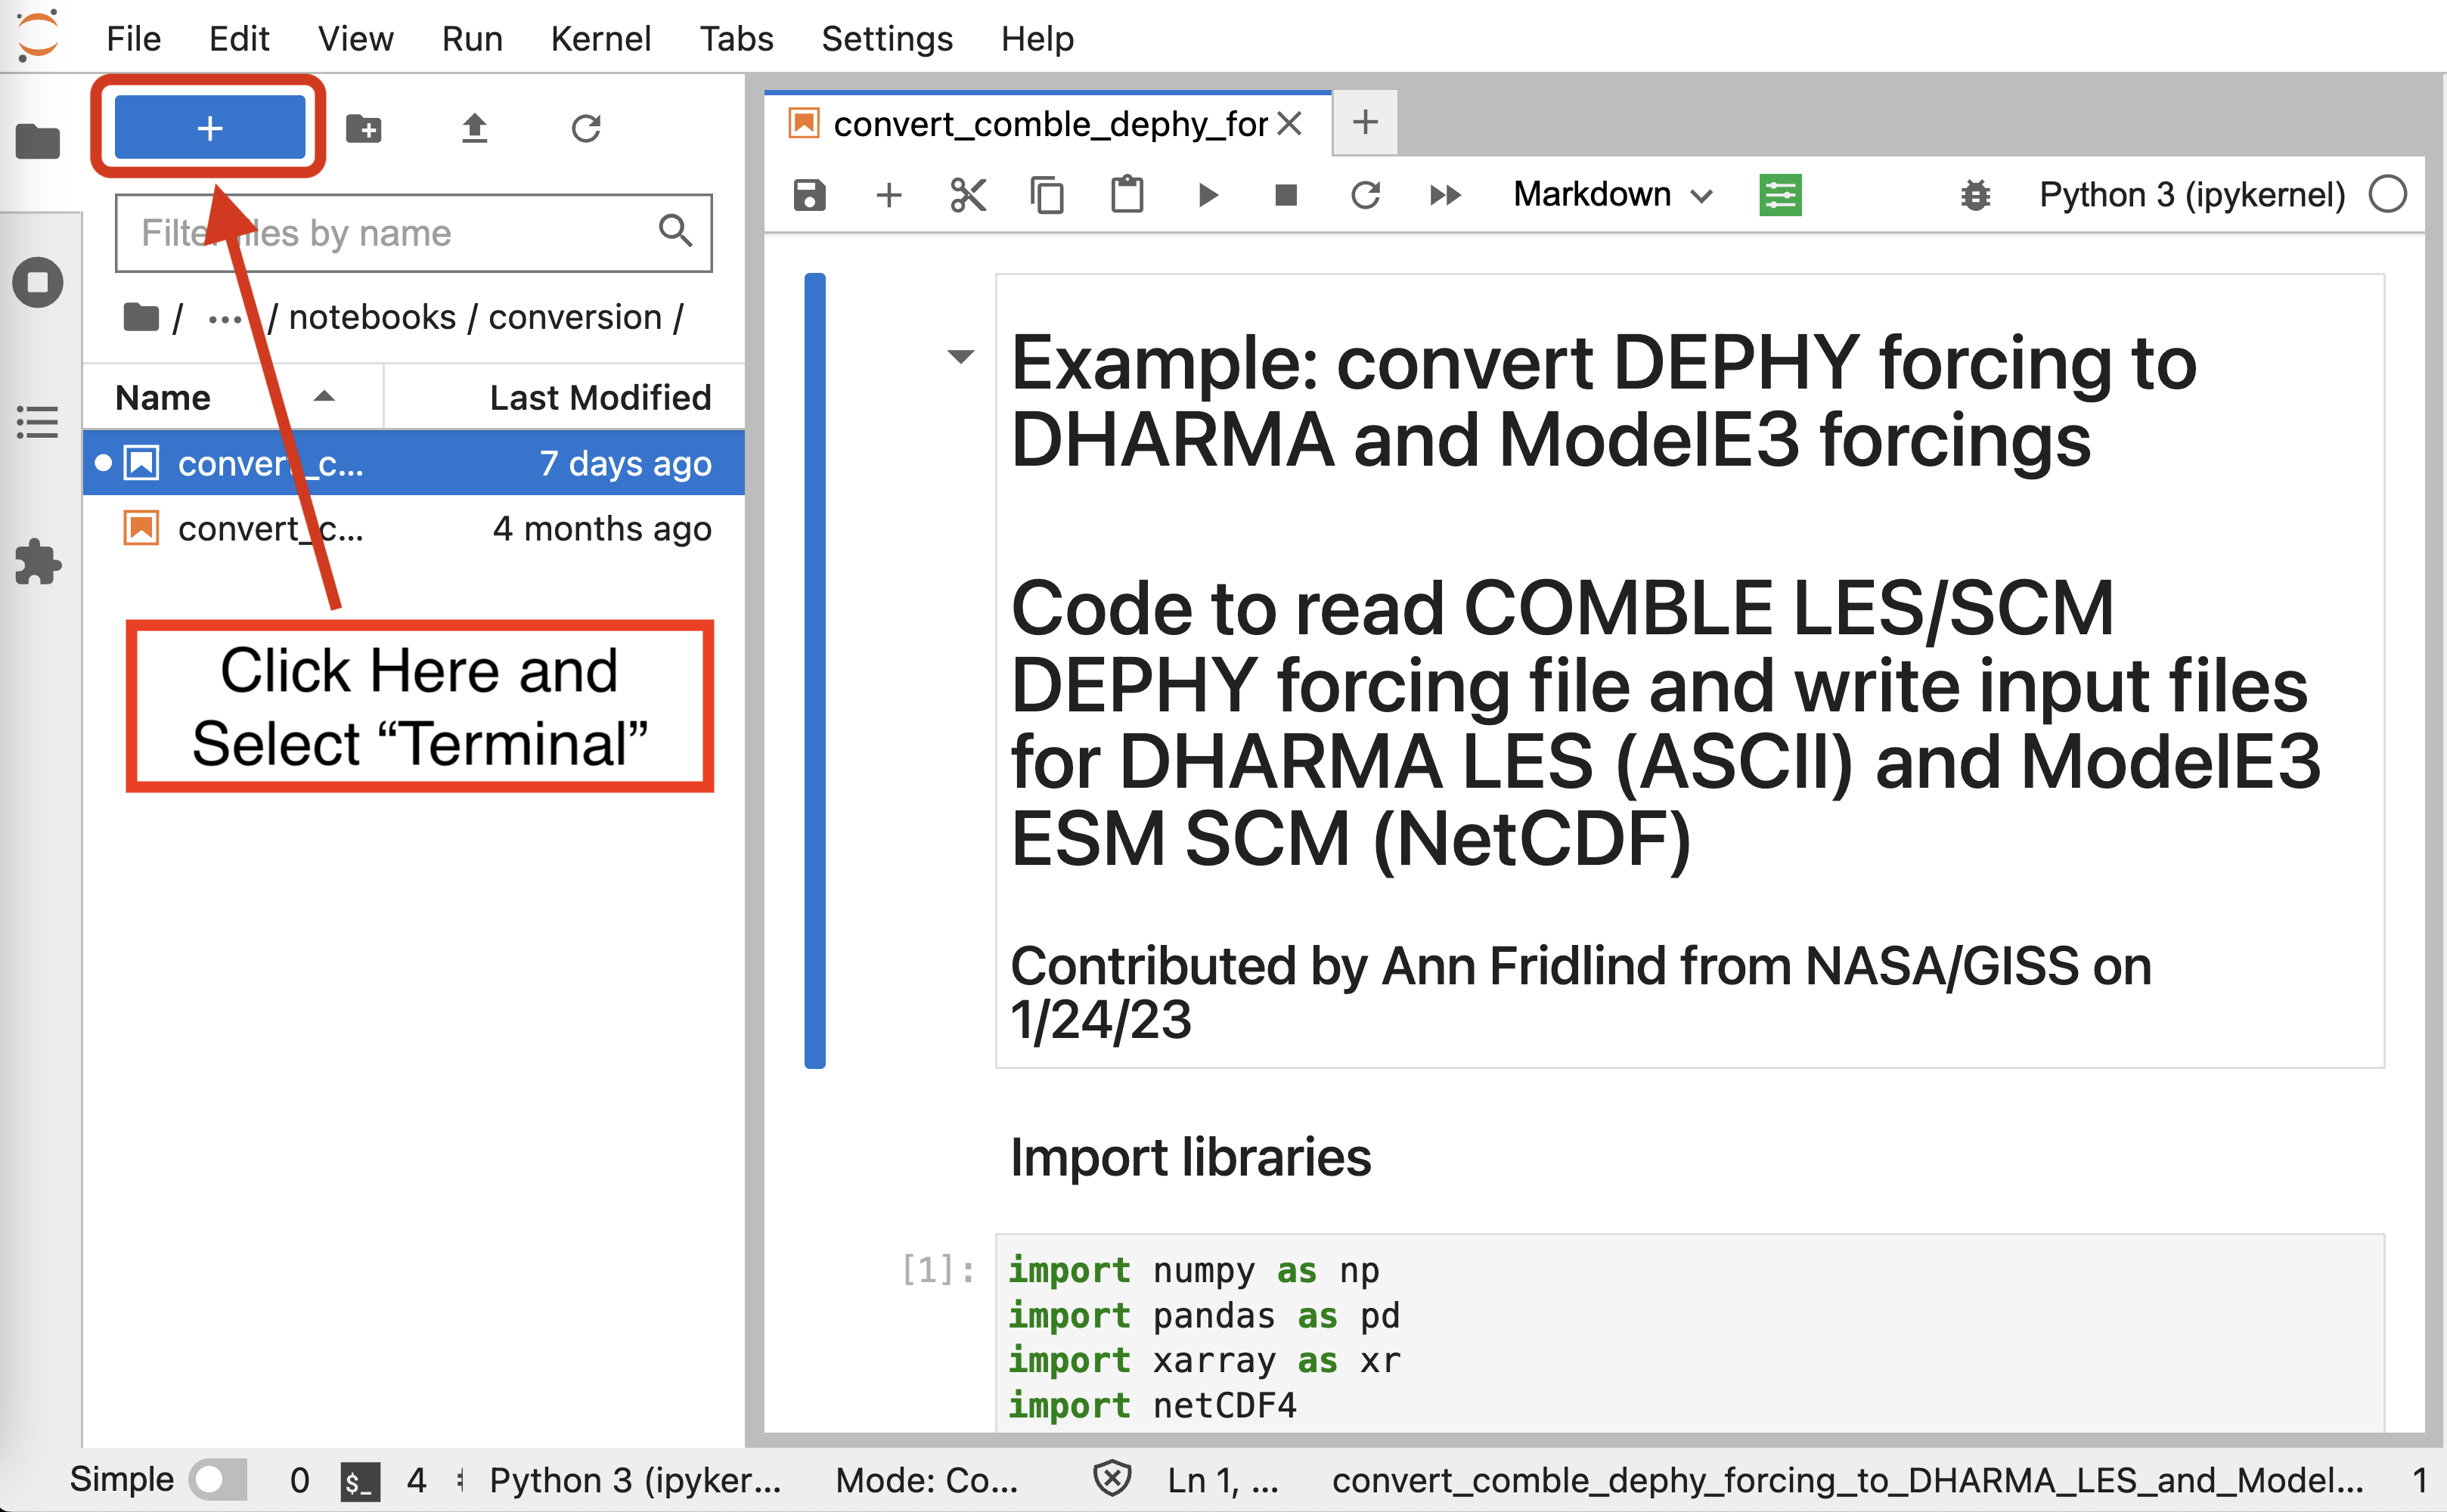 File Edit View Run Kernel Tabs Settings Help
+
Filter files by name
/ ... / notebooks / conversion /
Name Last Modified
convert_c... 7 days ago
convert_c... 4 months ago
Click Here and
Select “Terminal”
convert_comble_dephy_for
Markdown
Python 3 (ipykernel)
Example: convert DEPHY forcing to
DHARMA and ModelE3 forcings
Code to read COMBLE LES/SCM
DEPHY forcing file and write input files
for DHARMA LES (ASCII) and ModelE3
ESM SCM (NetCDF)
Contributed by Ann Fridlind from NASA/GISS on
1/24/23
Import libraries
[1]:
import numpy as np
import pandas as pd
import xarray as xr
import netCDF4
Simple 0 $_ 4 Python 3 (ipyker... Mode: Co... Ln 1, ... convert_comble_dephy_forcing_to_DHARMA_LES_and_Model... 1